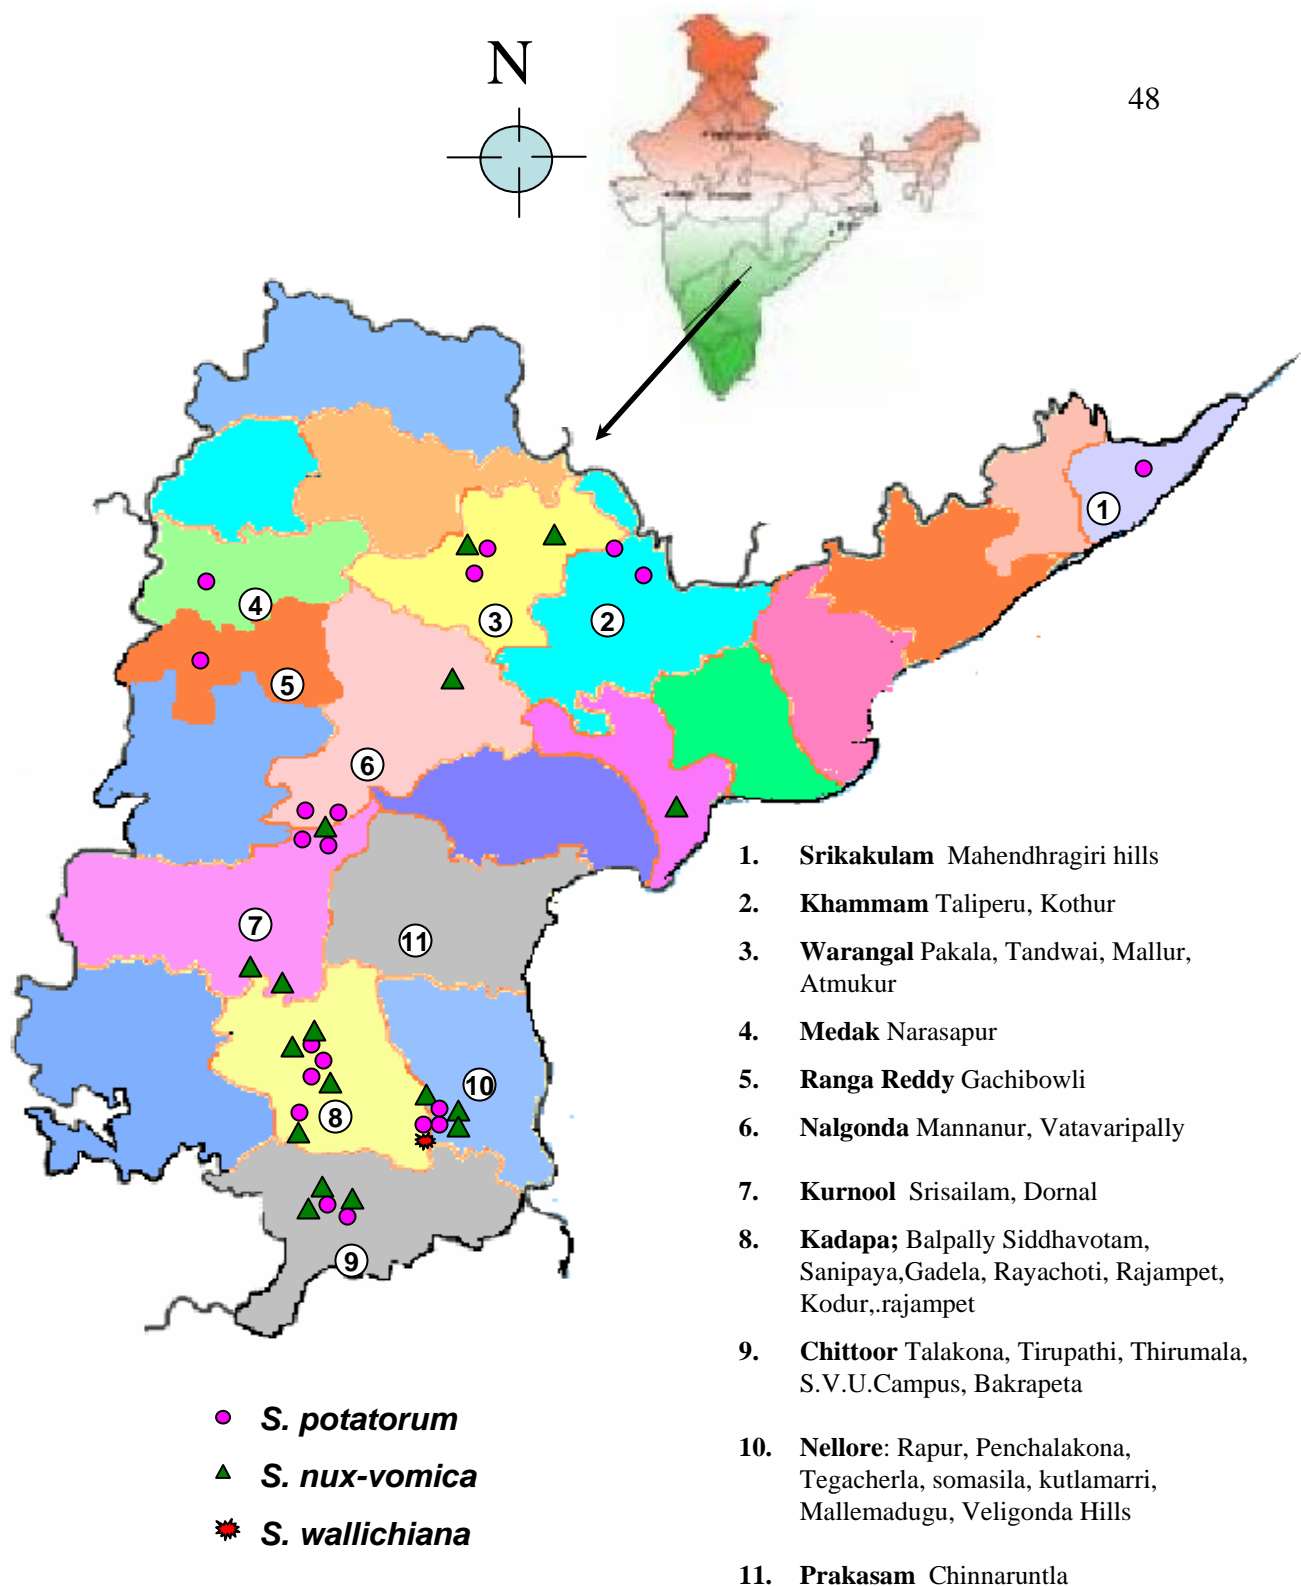 N
48
1
2
3
4
5
6
7
11
10
8
9
1. Srikakulam Mahendhragiri hills
2. Khammam Taliperu, Kothur
3. Warangal Pakala, Tandwai, Mallur,
Atmukur
4. Medak Narasapur
5. Ranga Reddy Gachibowli
6. Nalgonda Mannanur, Vatavaripally
7. Kurnool Srisailam, Dornal
8. Kadapa; Balpally Siddhavotam,
Sanipaya,Gadela, Rayachoti, Rajampet,
Kodur,.rajampet
9. Chittoor Talakona, Tirupathi, Thirumala,
S.V.U.Campus, Bakrapeta
10. Nellore: Rapur, Penchalakona,
Tegacherla, somasila, kutlamarri,
Mallemadugu, Veligonda Hills
11. Prakasam Chinnaruntla
S. potatorum
S. nux-vomica
S. wallichiana